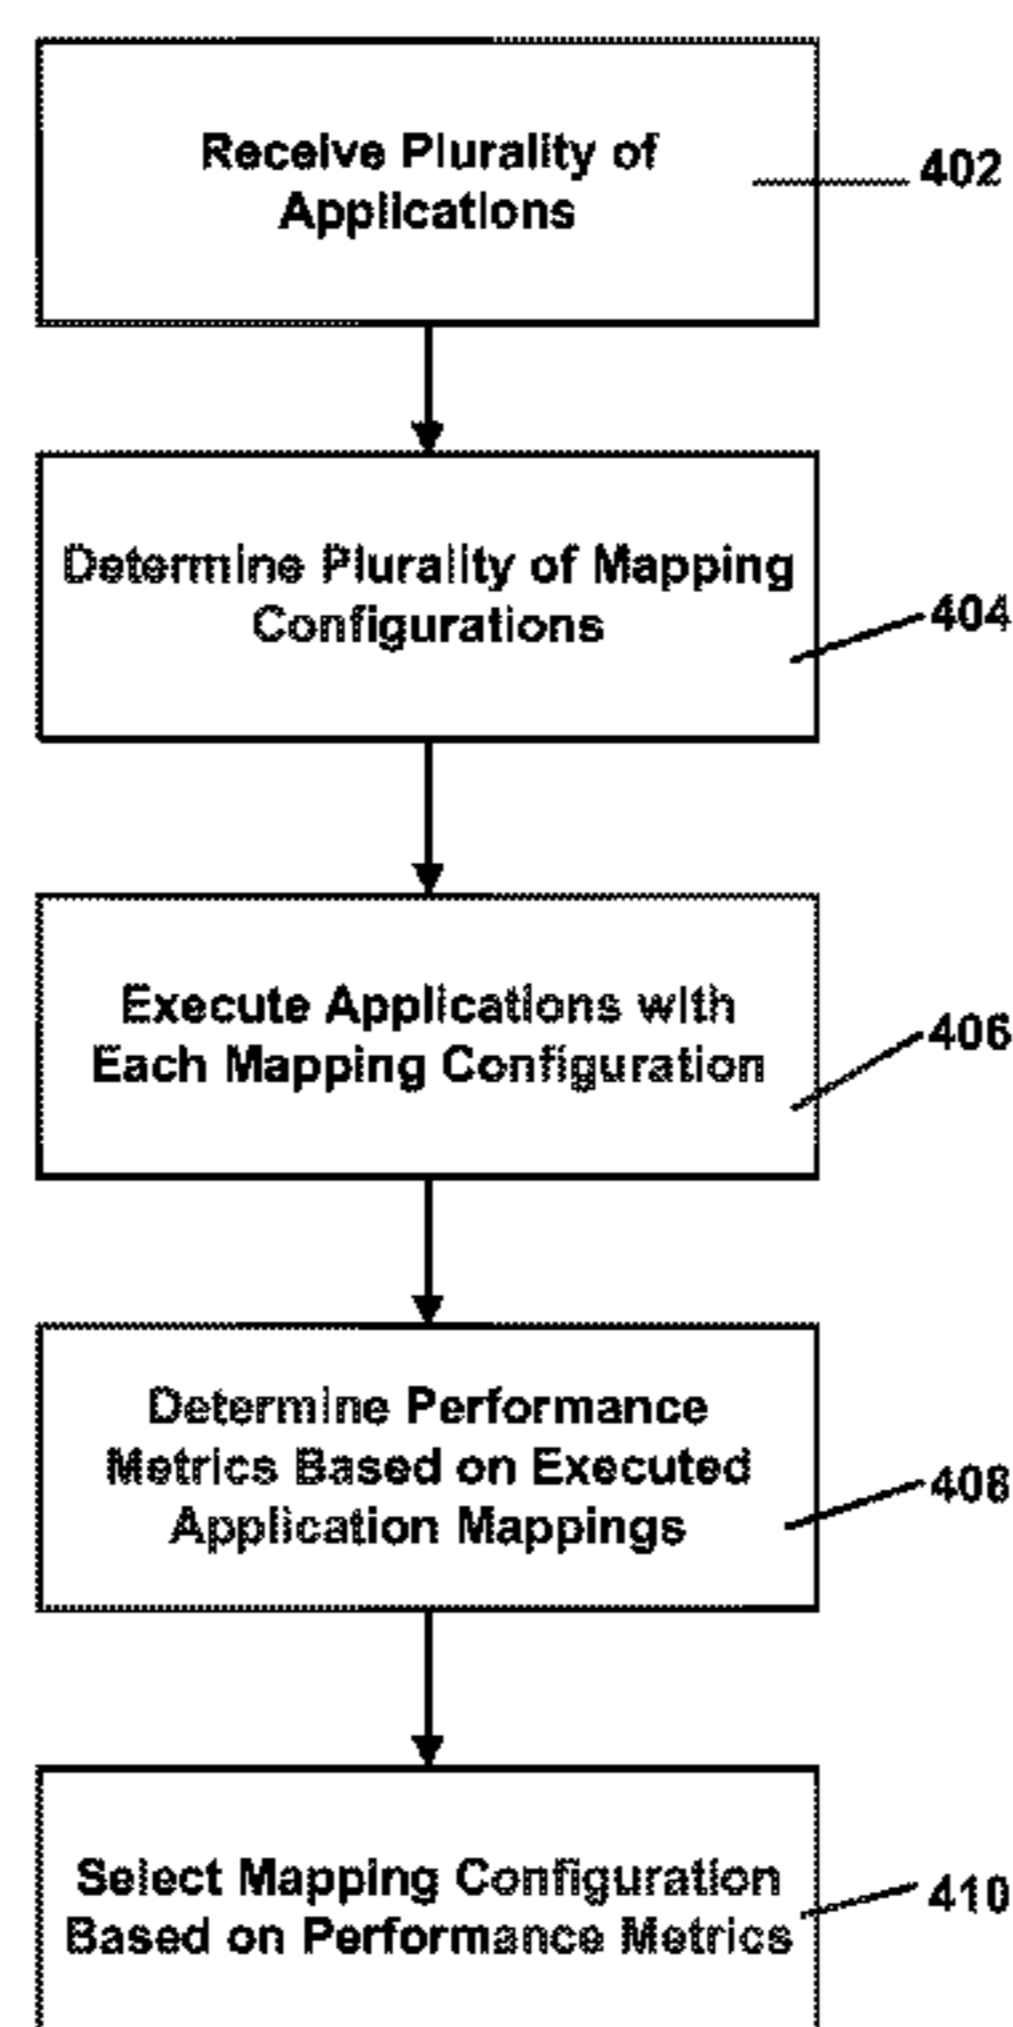 Receive Plurality of
Applications
402
Determine Plurality of Mapping
Configurations
404
Execute Applications with
Each Mapping Configuration
406
Determine Performance
Metrics Based on Executed
Application Mappings
408
Select Mapping Configuration
Based on Performance Metrics
410